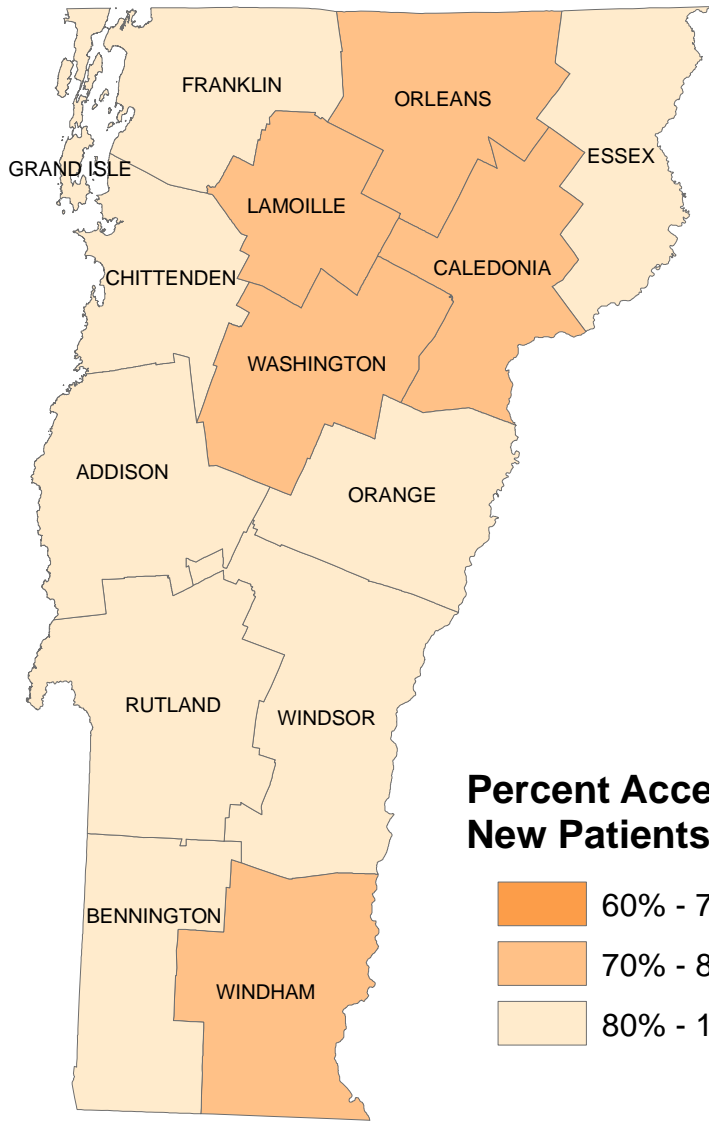 FRANKLIN
ORLEANS
ESSEX
GRAND ISLE
LAMOILLE
CHITTENDEN
CALEDONIA
WASHINGTON
ADDISON
ORANGE
RUTLAND
WINDSOR
Percent Acce
New Patients
60% - 7
70% - 8
80% - 1
BENNINGTON
WINDHAM